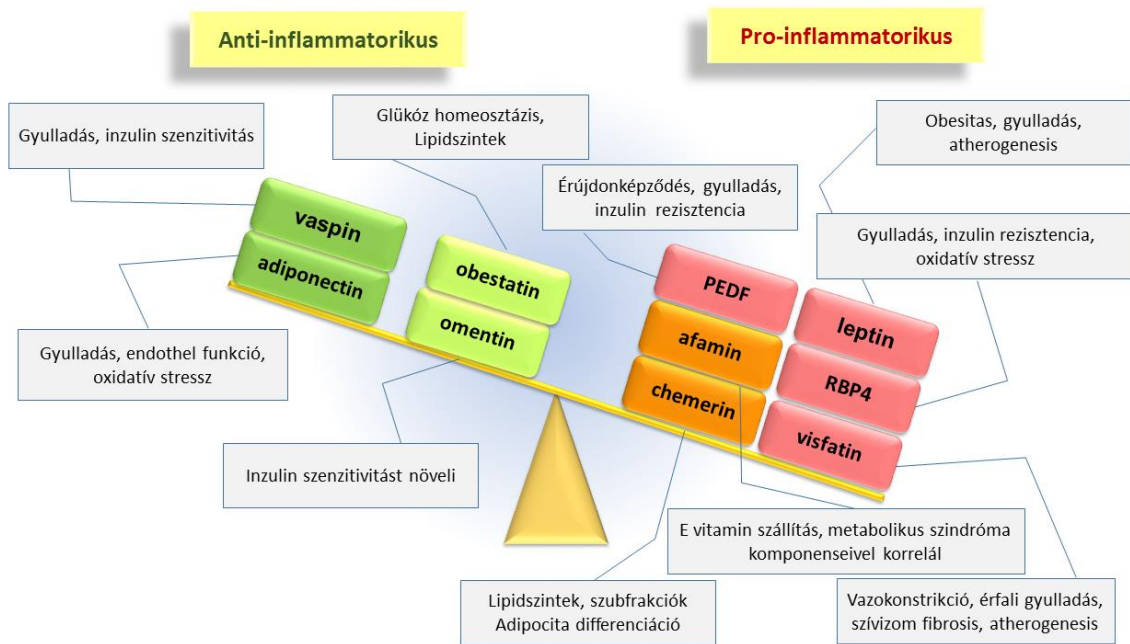 Anti-inflammatorikus
Pro-inflammatorikus
Gyulladás, inzulin szenzitivitás
Glükóz homeosztázis,
Lipidszintek
Érújdonképződés, gyulladás,
inzulin rezisztencia
Obesitas, gyulladás,
atherogenesis
Gyulladás, inzulin rezisztencia,
oxidatív stressz
vaspin
adiponectin
obestatin
omentin
PEDF
afamin
chemerin
leptin
RBP4
visfatin
Gyulladás, endothel funkció,
oxidatív stressz
Inzulin szenzitivitást növeli
E vitamin szállítás, metabolikus szindróma
komponenseivel korrelál
Lipidszintek, szubfrakciók
Adipocita differenciáció
Vazokonstrikció, érfali gyulladás,
szívizom fibrosis, atherogenesis